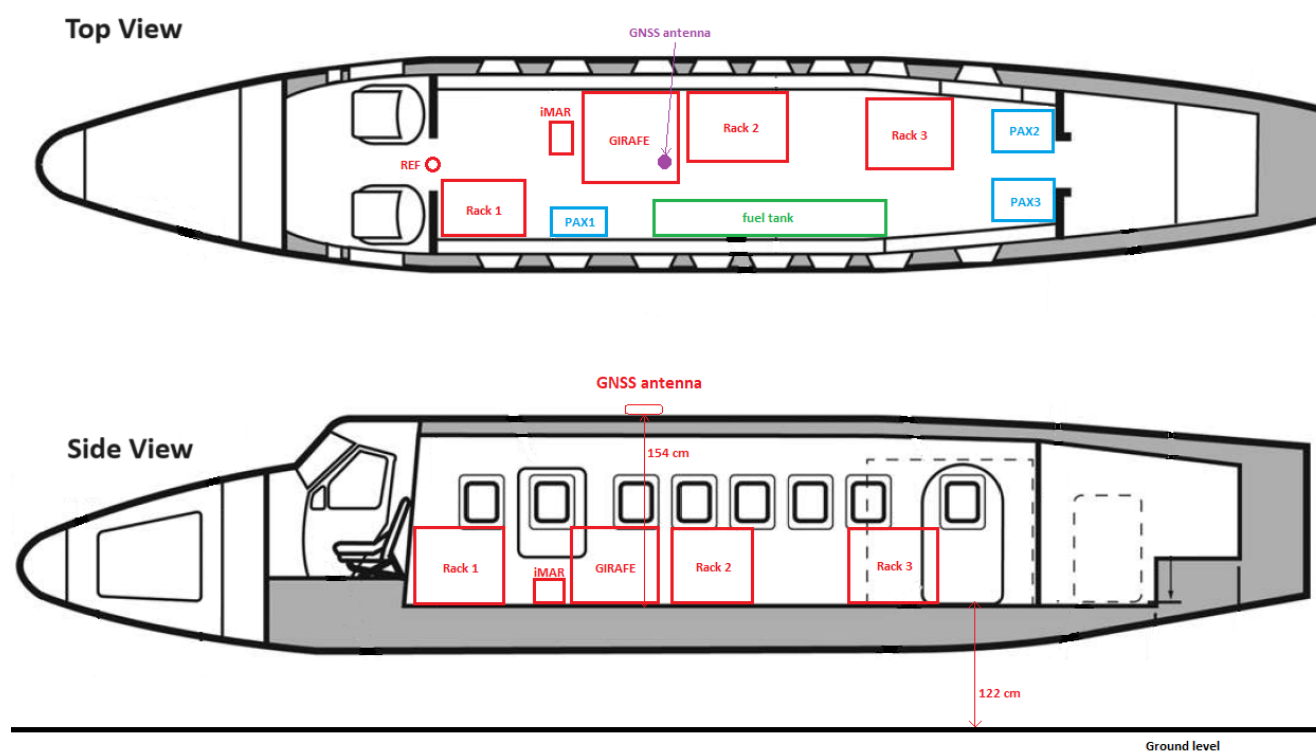 Top View
GNSS antenna
iMAR
GIRAFE
Rack 2
Rack 3
PAX2
REF
Rack 1
PAX1
fuel tank
PAX3
GNSS antenna
Side View
154 cm
Rack 1
iMAR
GIRAFE
Rack 2
Rack 3
122 cm
Ground level